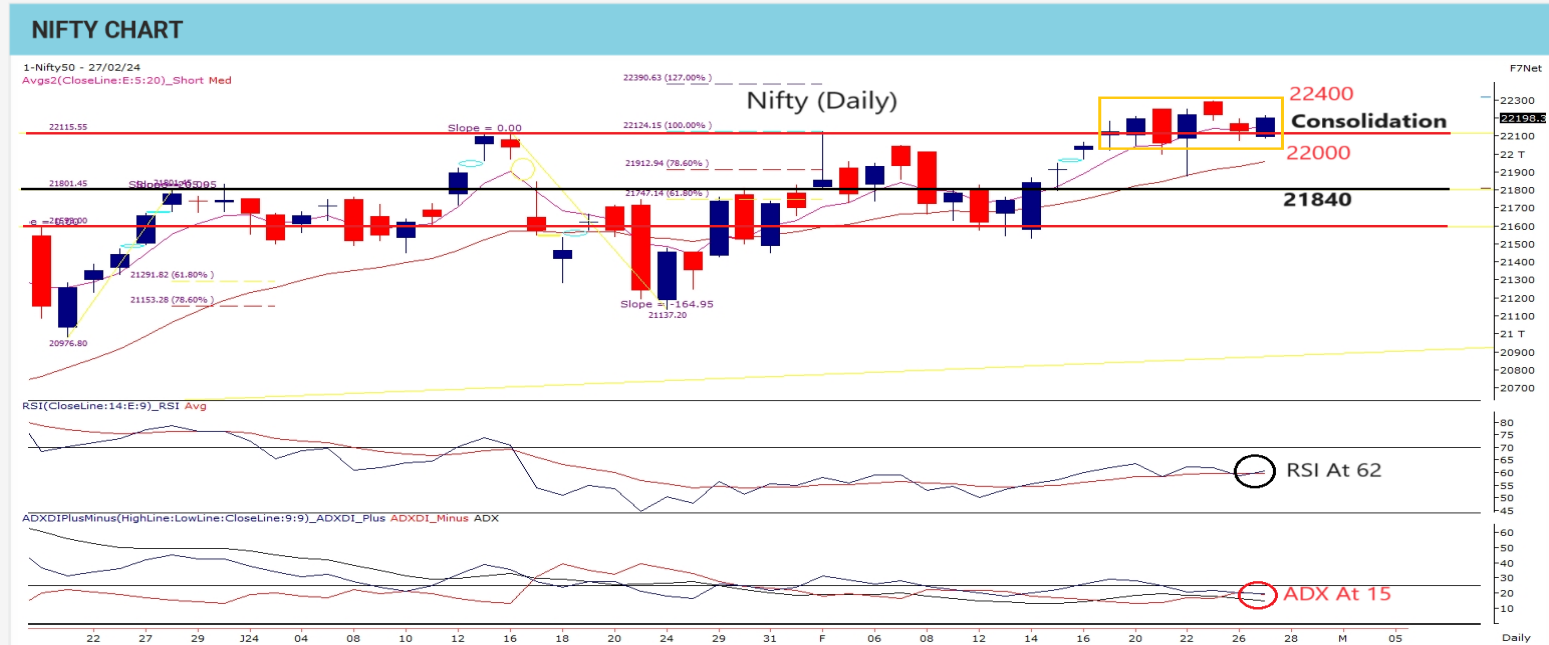 NIFTY CHART
1-Nifty50 - 27/02/24
F7Net
Avgs2(CloseLine:E:5:20)_Short Med
22390.63 (127.00% )
Nifty (Daily)
22400
22300
22198.3
Consolidation
22115.55
Slope = 0.00
22124.15 (100.00% )
22100
22000
22 T
21912.94 (78.60% )
21900
21801.45
21747.14 (61.80% )
21840
21800
21700
21600
21500
21400
21291.82 (61.80% )
21300
21153.28 (78.60% )
21200
Slope = -164.95
21137.20
21100
20976.80
21 T
20900
20800
20700
RSI(CloseLine:14:E:9)_RSI Avg
80
75
70
65
RSI At 62
60
55
50
45
ADXDIPlusMinus(HighLine:LowLine:CloseLine:9:9)_ADXDI_Plus ADXDI_Minus ADX
60
50
40
30
ADX At 15
20
10
22 27 29 J24 04 08 10 12 16 18 20 24 29 31 F 06 08 12 14 16 20 22 26 28 M 05 Daily